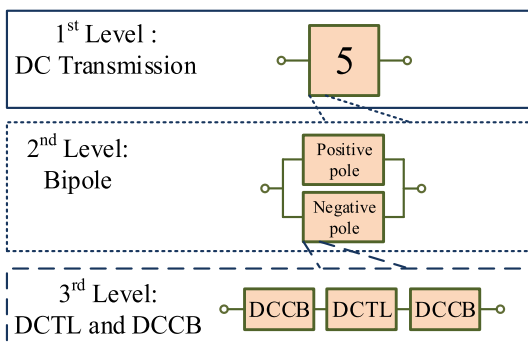 1st Level :
DC Transmission
5
2nd Level:
Bipole
Positive
pole
Negative
pole
3rd Level:
DCTL and DCCB
DCCB DCTL DCCB